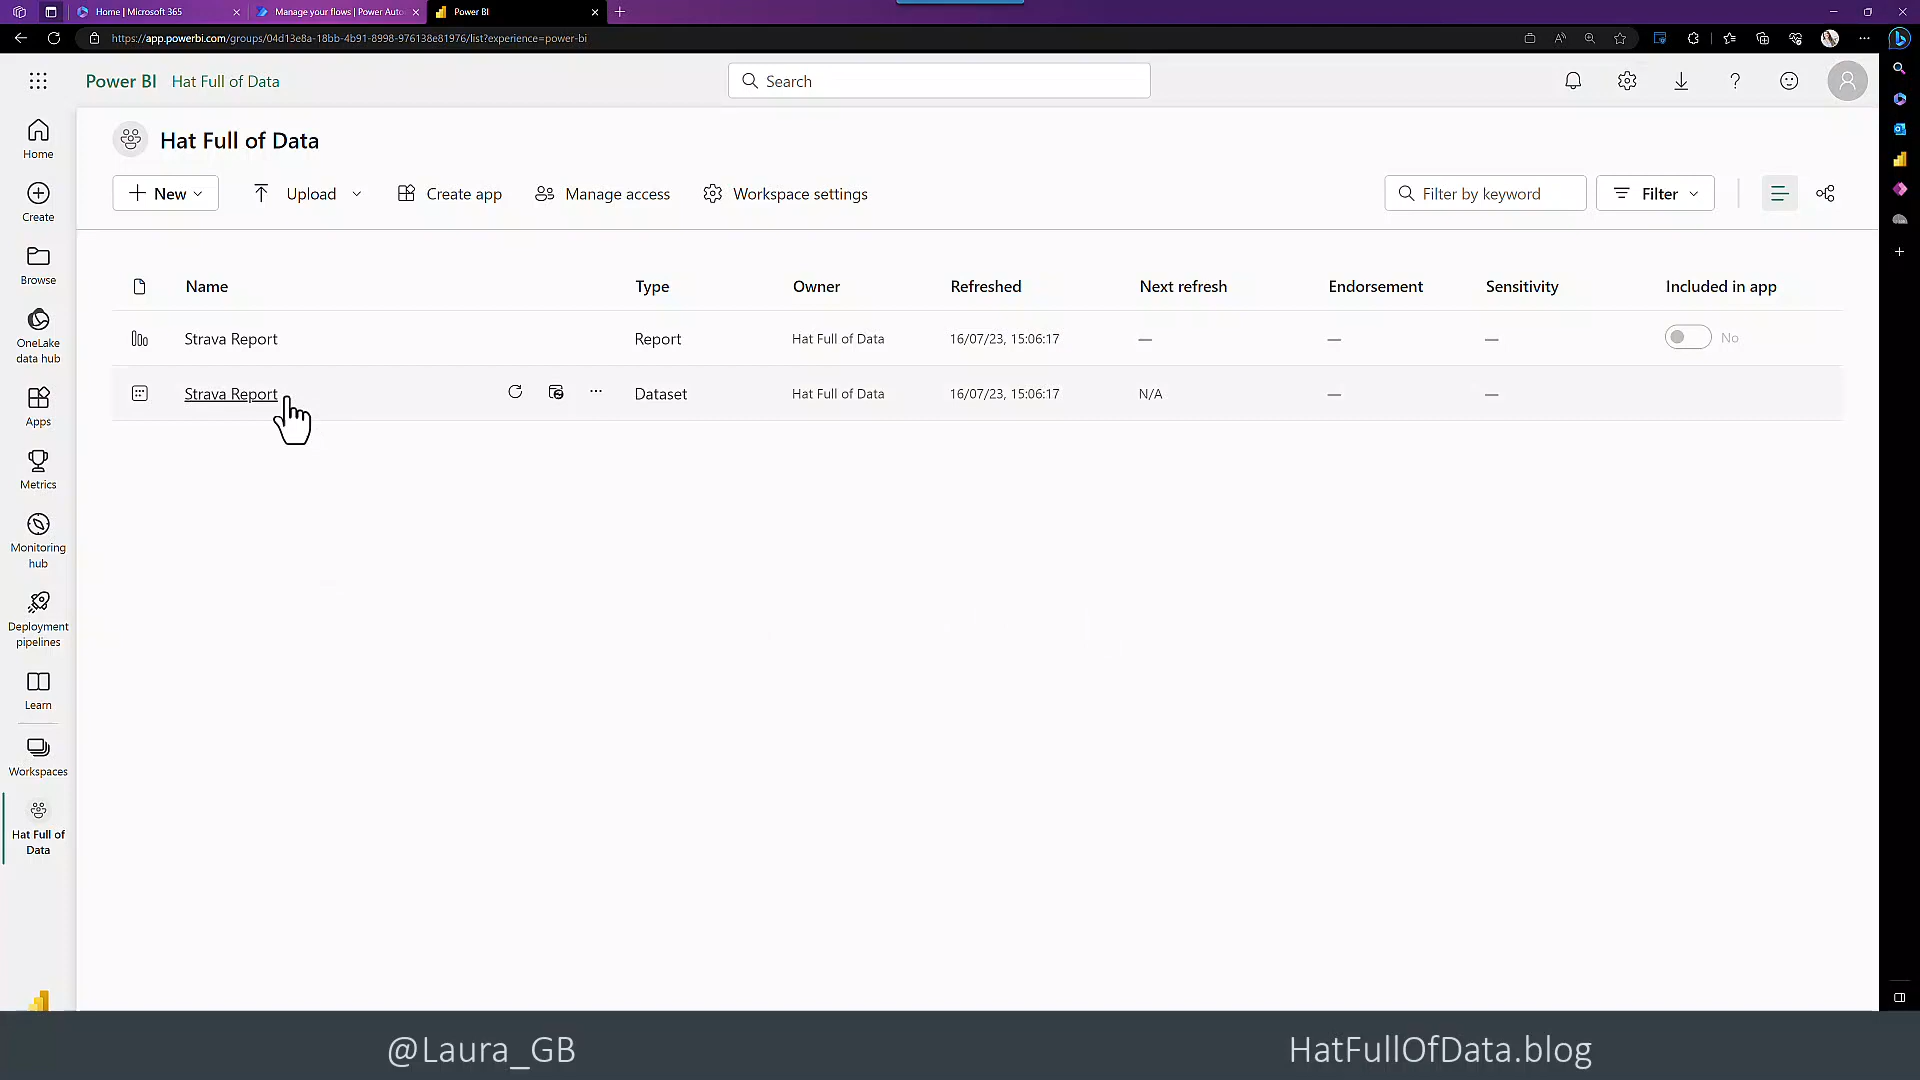 Home | Microsoft 365
Manage your flows | Power Auto
Power BI
https://app.powerbi.com/groups/04d13e8a-18bb-4b91-8998-976138e81976/list?experience=power-bi
Power BI Hat Full of Data
Search
Hat Full of Data
New Upload Create app Manage access Workspace settings Filter by keyword Filter
Name Type Owner Refreshed Next refresh Endorsement Sensitivity Included in app
Strava Report Report Hat Full of Data 16/07/23, 15:06:17 — — — No
Strava Report Dataset Hat Full of Data 16/07/23, 15:06:17 N/A — —
Home
Create
Browse
OneLake
data hub
Apps
Metrics
Monitoring
hub
Deployment
pipelines
Learn
Workspaces
Hat Full of
Data
@Laura_GB
HatFullOfData.blog